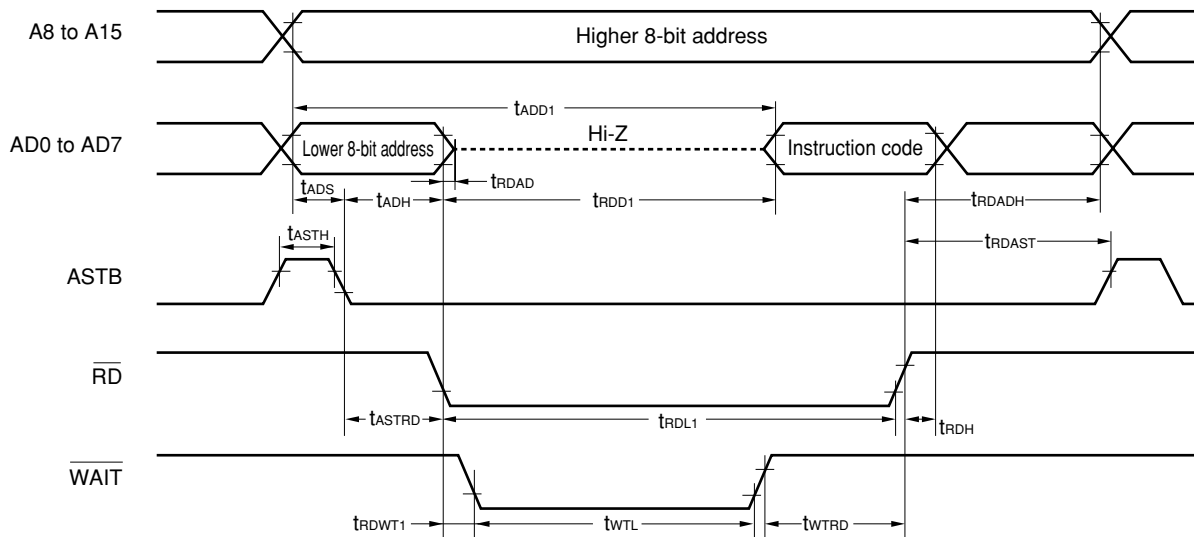 A8 to A15
Higher 8-bit address
tADD1
AD0 to AD7
Lower 8-bit address
Hi-Z
Instruction code
tRDAD
tADS
tADH
tRDD1
tRDADH
tASTH
tRDAST
ASTB
RD
tASTRD
tRDL1
tRDH
WAIT
tRDWT1
tWTL
tWTRD